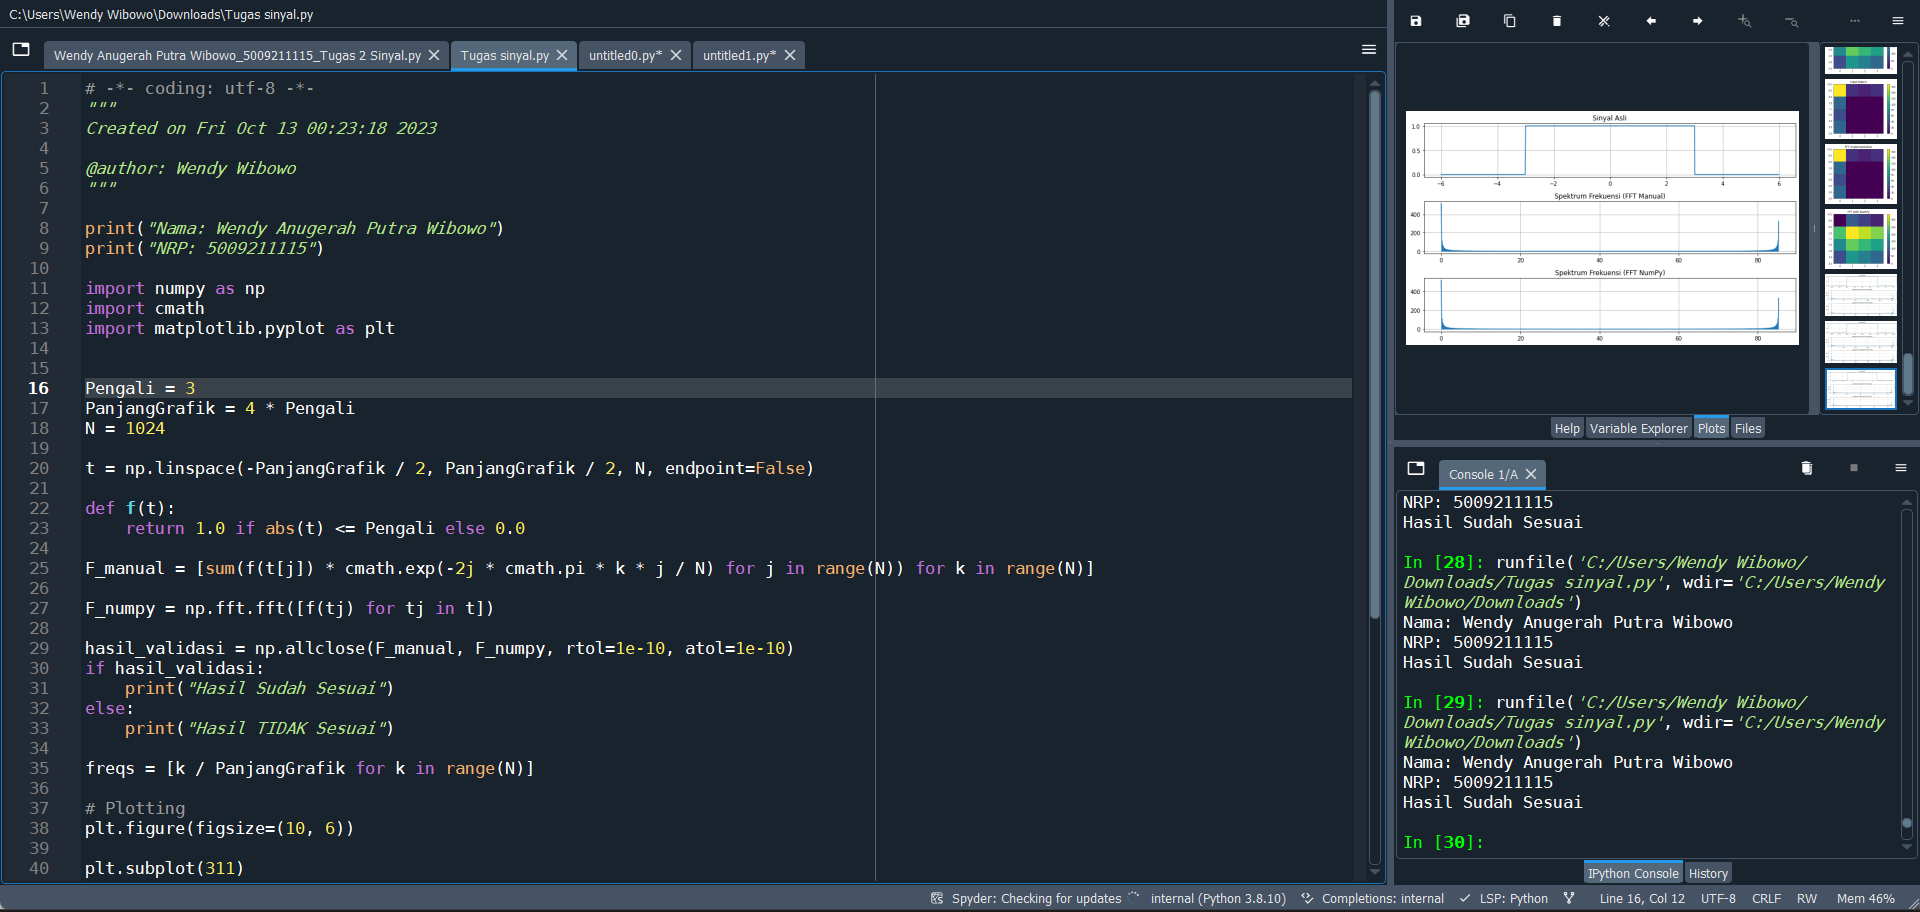 C:\Users\Wendy Wibowo\Downloads\Tugas sinyal.py
Wendy Anugerah Putra Wibowo_5009211115_Tugas 2 Sinyal.py
Tugas sinyal.py
untitled0.py*
untitled1.py*
1 # -*- coding: utf-8 -*-
2 """
3 Created on Fri Oct 13 00:23:18 2023
4
5 @author: Wendy Wibowo
6 """
7
8 print("Nama: Wendy Anugerah Putra Wibowo")
9 print("NRP: 5009211115")
10
11 import numpy as np
12 import cmath
13 import matplotlib.pyplot as plt
14
15
16 Pengali = 3
17 PanjangGrafik = 4 * Pengali
18 N = 1024
19
20 t = np.linspace(-PanjangGrafik / 2, PanjangGrafik / 2, N, endpoint=False)
21
22 def f(t):
23     return 1.0 if abs(t) <= Pengali else 0.0
24
25 F_manual = [sum(f(t[j]) * cmath.exp(-2j * cmath.pi * k * j / N) for j in range(N)) for k in range(N)]
26
27 F_numpy = np.fft.fft([f(tj) for tj in t])
28
29 hasil_validasi = np.allclose(F_manual, F_numpy, rtol=1e-10, atol=1e-10)
30 if hasil_validasi:
31     print("Hasil Sudah Sesuai")
32 else:
33     print("Hasil TIDAK Sesuai")
34
35 freqs = [k / PanjangGrafik for k in range(N)]
36
37 # Plotting
38 plt.figure(figsize=(10, 6))
39
40 plt.subplot(311)
Sinyal Asli
1.0
0.5
0.0
−6 −4 −2 0 2 4 6
Spektrum Frekuensi (FFT Manual)
400
200
0
0 20 40 60 80
Spektrum Frekuensi (FFT NumPy)
400
200
0
0 20 40 60 80
Help
Variable Explorer
Plots
Files
Console 1/A
NRP: 5009211115
Hasil Sudah Sesuai
In [28]: runfile('C:/Users/Wendy Wibowo/
Downloads/Tugas sinyal.py', wdir='C:/Users/Wendy
Wibowo/Downloads')
Nama: Wendy Anugerah Putra Wibowo
NRP: 5009211115
Hasil Sudah Sesuai
In [29]: runfile('C:/Users/Wendy Wibowo/
Downloads/Tugas sinyal.py', wdir='C:/Users/Wendy
Wibowo/Downloads')
Nama: Wendy Anugerah Putra Wibowo
NRP: 5009211115
Hasil Sudah Sesuai
In [30]:
IPython Console
History
Spyder: Checking for updates
internal (Python 3.8.10)
Completions: internal
LSP: Python
Line 16, Col 12
UTF-8
CRLF
RW
Mem 46%